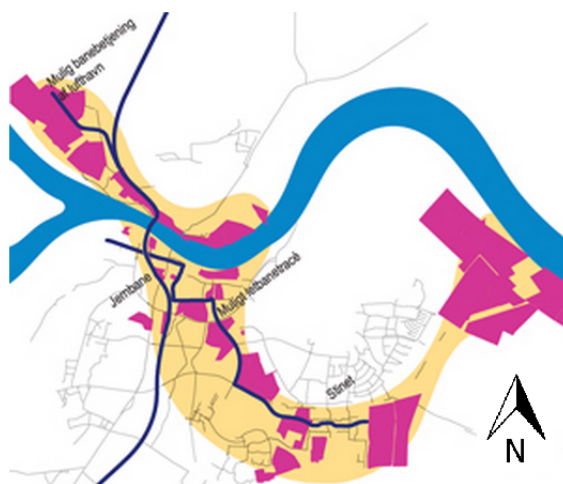 Mulig banebetjening
af lufthavn
Jernbane
Muligt letbanetracé
Stinet
N